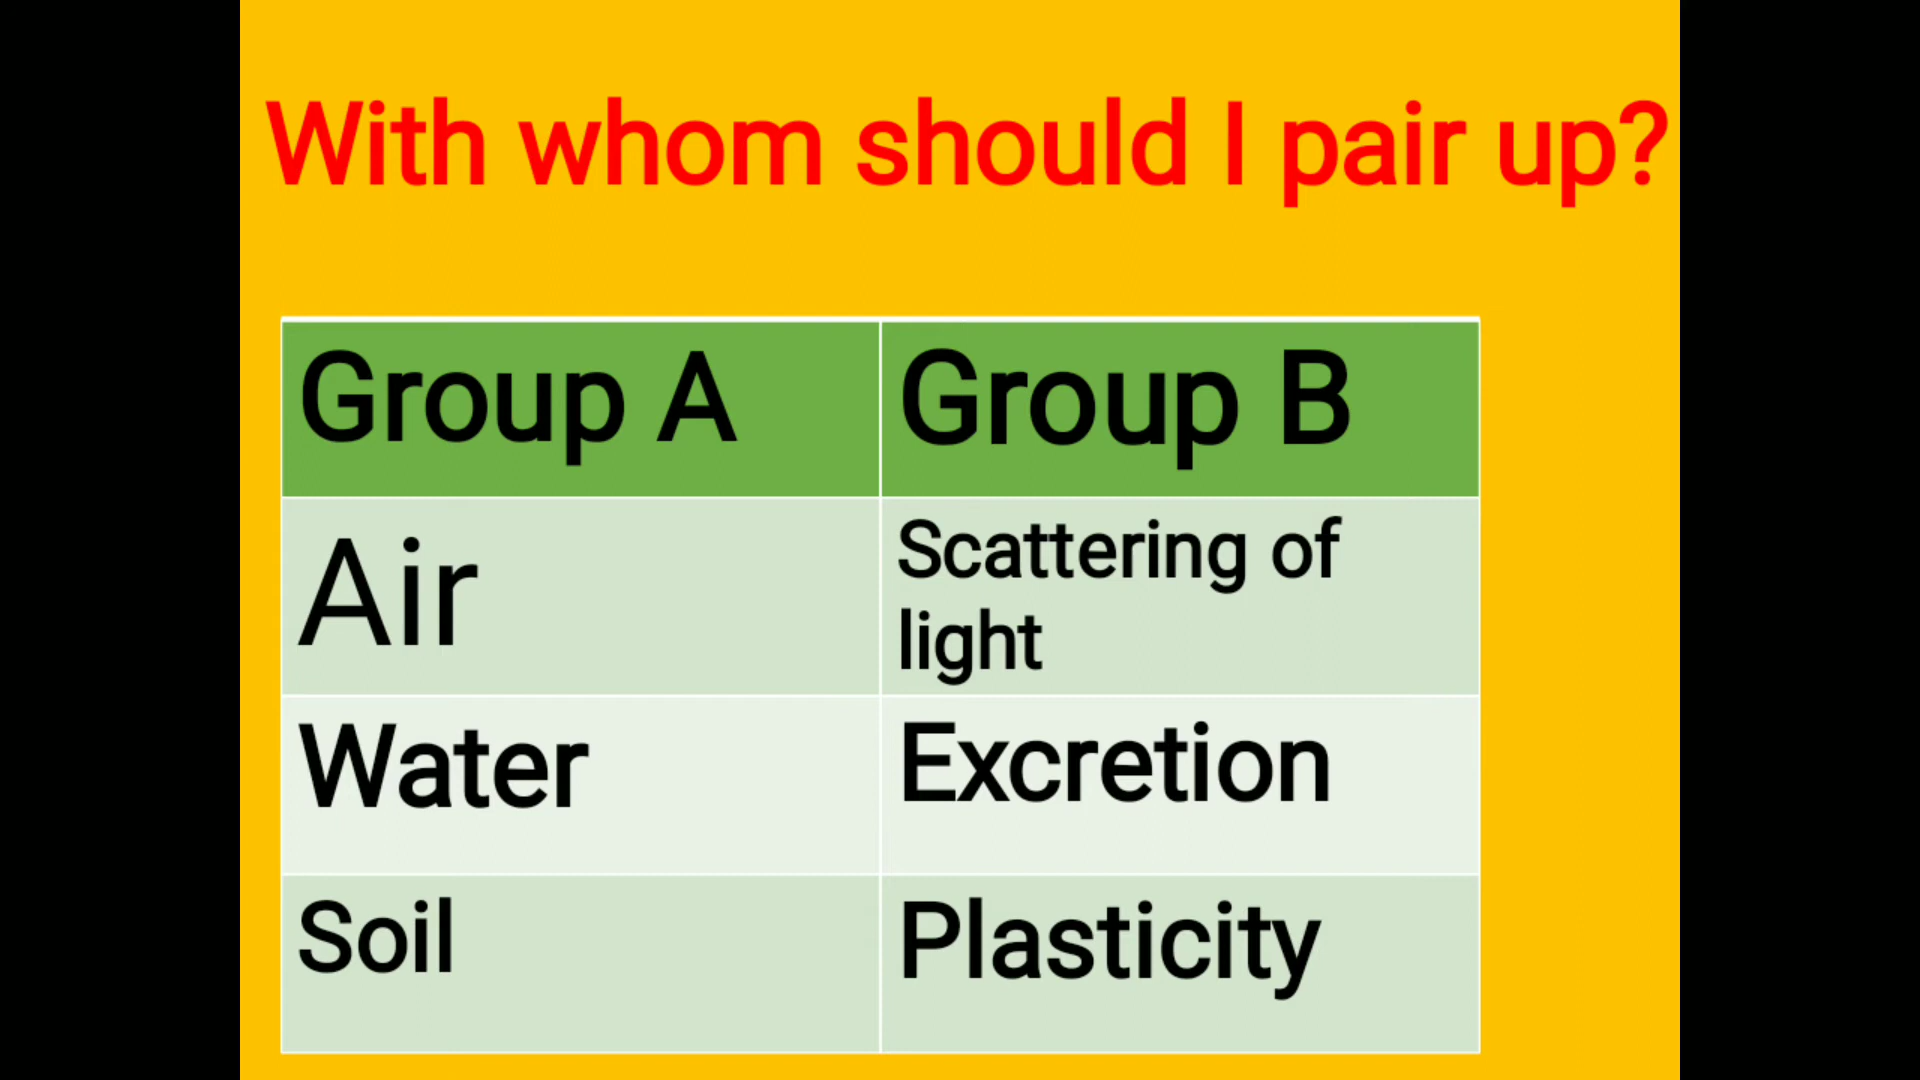 With whom should I pair up?
Group A
Group B
Air
Scattering of
light
Water
Excretion
Soil
Plasticity